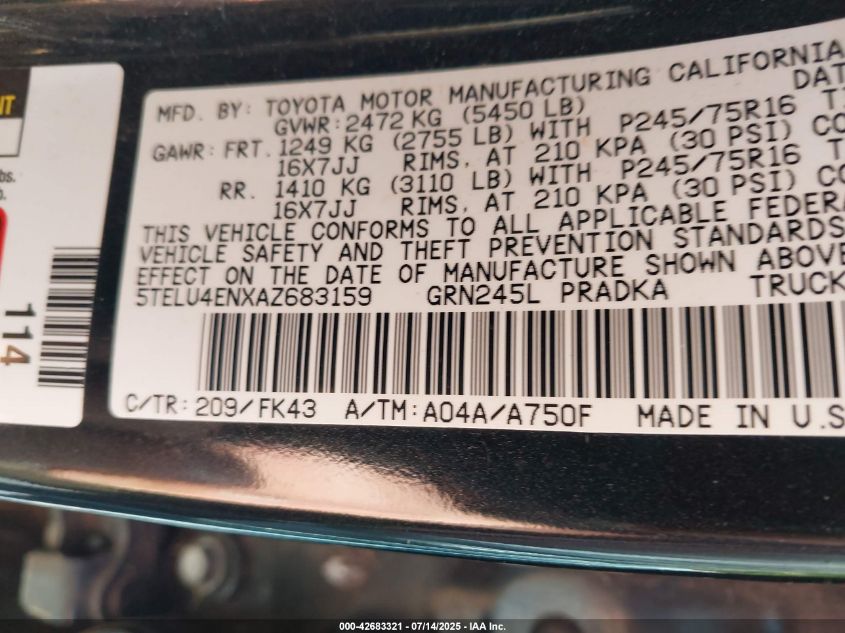 MFD. BY: TOYOTA MOTOR MANUFACTURING CALIFORNIA
GVWR: 2472 KG (5450 LB)
GAWR: FRT. 1249 KG (2755 LB) WITH P245/75R16
16X7JJ RIMS, AT 210 KPA (30 PSI)
RR. 1410 KG (3110 LB) WITH P245/75R16
16X7JJ RIMS, AT 210 KPA (30 PSI)
THIS VEHICLE CONFORMS TO ALL APPLICABLE FEDERA
VEHICLE SAFETY AND THEFT PREVENTION STANDARDS
EFFECT ON THE DATE OF MANUFACTURE SHOWN ABOVE
5TELU4ENXAZ683159 GRN245L PRADKA TRUCK
C/TR: 209/FK43 A/TM: A04A/A750F MADE IN U.S
114
000-42683321 | 07/14/2025 - IAA Inc.